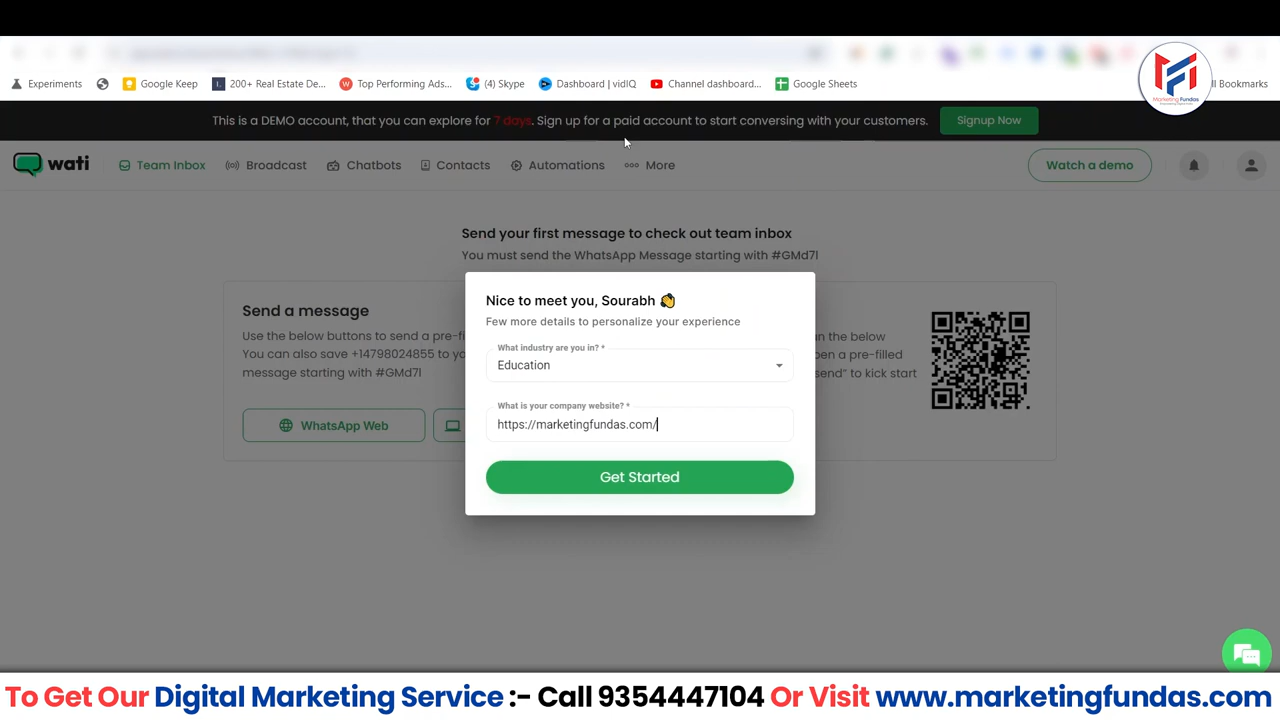 Experiments
Google Keep
200+ Real Estate De...
Top Performing Ads...
(4) Skype
Dashboard | vidIQ
Channel dashboard...
Google Sheets
ll Bookmarks
Marketing Fundas
This is a DEMO account, that you can explore for 7 days. Sign up for a paid account to start conversing with your customers.
Signup Now
wati
Team Inbox
Broadcast
Chatbots
Contacts
Automations
More
Watch a demo
Send your first message to check out team inbox
You must send the WhatsApp Message starting with #GMd7l
Send a message
Use the below buttons to send a pre-fi
You can also save +14798024855 to yo
message starting with #GMd7l
WhatsApp Web
n the below
pen a pre-filled
send” to kick start
Nice to meet you, Sourabh 👋
Few more details to personalize your experience
What industry are you in? *
Education
What is your company website? *
https://marketingfundas.com/
Get Started
To Get Our Digital Marketing Service :- Call 9354447104 Or Visit www.marketingfundas.com